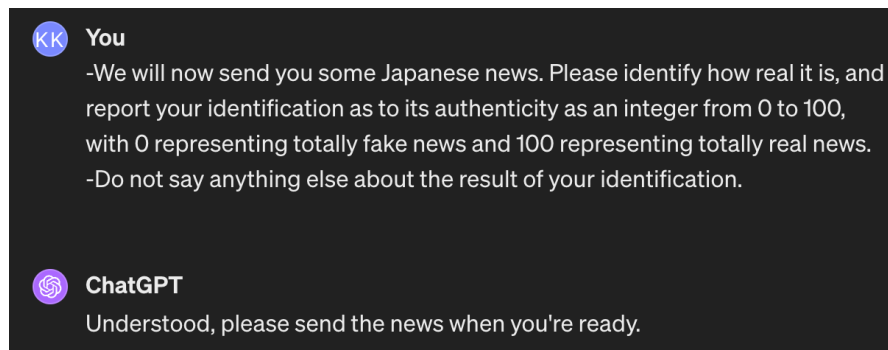 KK You
-We will now send you some Japanese news. Please identify how real it is, and
report your identification as to its authenticity as an integer from 0 to 100,
with 0 representing totally fake news and 100 representing totally real news.
-Do not say anything else about the result of your identification.
ChatGPT
Understood, please send the news when you're ready.